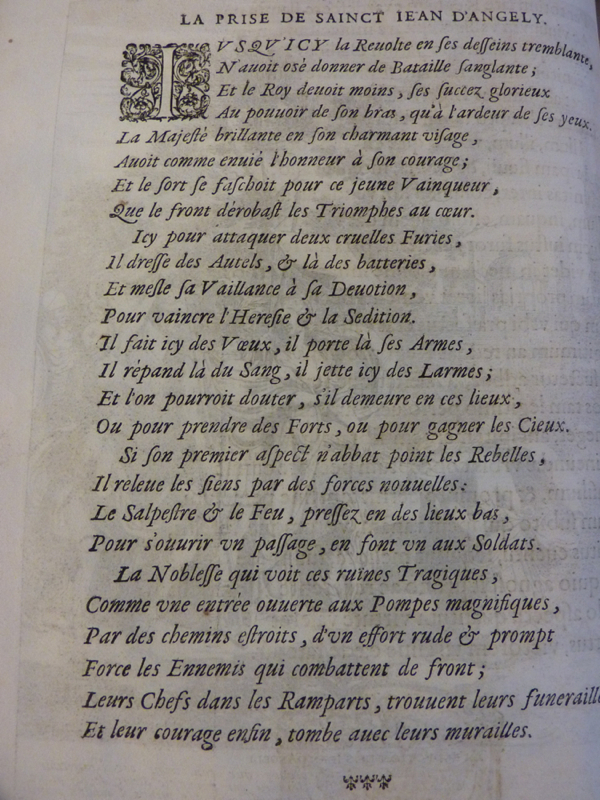 LA PRISE DE SAINCT IEAN D'ANGELY.
IVSQV'ICY la Reuolte en ſes deſſeins tremblante,
N'auoit osé donner de Bataille ſanglante;
Et le Roy deuoit moins, ſes ſuccez glorieux
Au pouuoir de ſon bras, qu'à l'ardeur de ſes yeux.
La Majeſté brillante en ſon charmant viſage,
Auoit comme enuié l'honneur à ſon courage;
Et le ſort ſe faſchoit pour ce jeune Vainqueur,
Que le front dérobaſt les Triomphes au cœur.
Icy pour attaquer deux cruelles Furies,
Il dreſſe des Autels, & là des batteries,
Et meſle ſa Vaillance à ſa Deuotion,
Pour vaincre l'Hereſie & la Sedition.
Il fait icy des Vœux, il porte là ſes Armes,
Il répand là du Sang, il jette icy des Larmes;
Et l'on pourroit douter, s'il demeure en ces lieux,
Ou pour prendre des Forts, ou pour gagner les Cieux.
Si ſon premier aſpect n'abbat point les Rebelles,
Il releue les ſiens par des forces nouuelles:
Le Salpeſtre & le Feu, preſſez en des lieux bas,
Pour s'ouurir vn paſſage, en font vn aux Soldats.
La Nobleſſe qui voit ces ruïnes Tragiques,
Comme vne entrée ouuerte aux Pompes magnifiques,
Par des chemins eſtroits, d'vn effort rude & prompt
Force les Ennemis qui combattent de front;
Leurs Chefs dans les Ramparts, trouuent leurs funeraille
Et leur courage enfin, tombe auec leurs murailles.